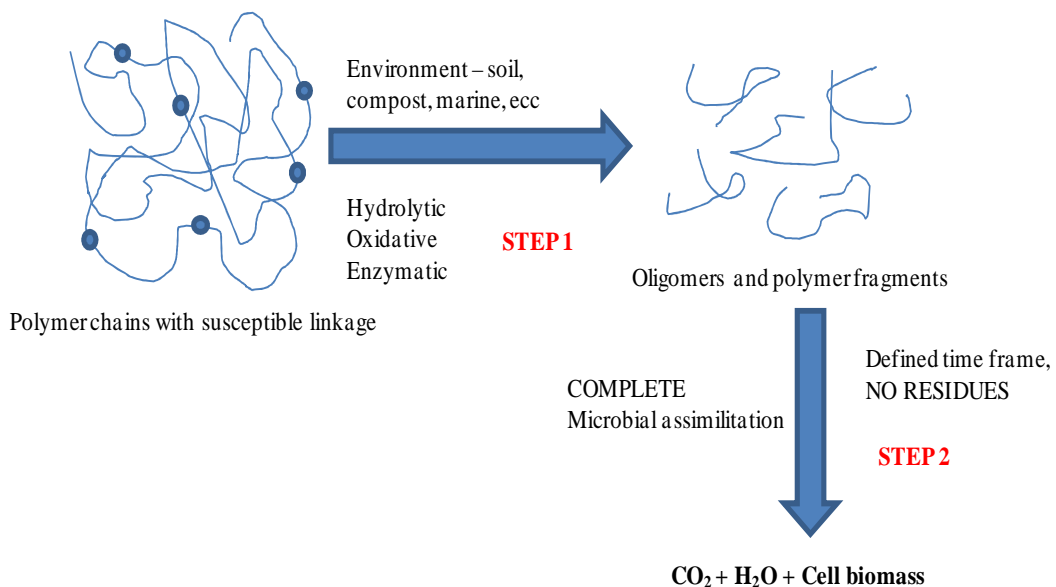 Environment – soil,
compost, marine, ecc
Hydrolytic
Oxidative
Enzymatic
STEP 1
Polymer chains with susceptible linkage
Oligomers and polymer fragments
COMPLETE
Microbial assimilitation
Defined time frame,
NO RESIDUES
STEP 2
CO₂ + H₂O + Cell biomass